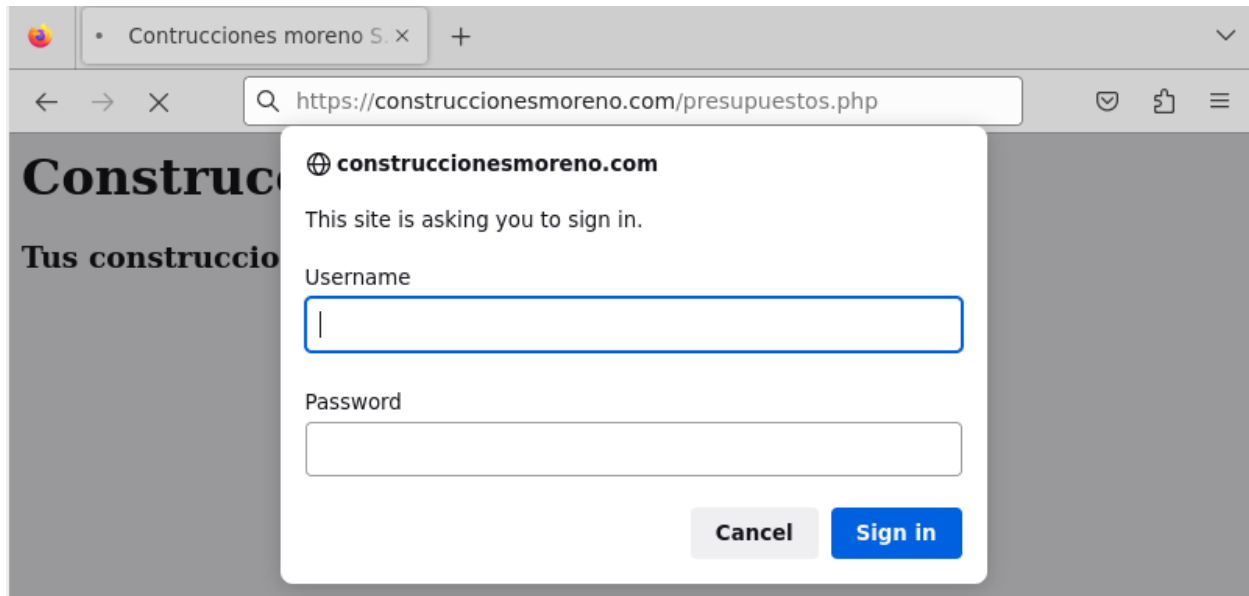 Contrucciones moreno S.
https://construccionesmoreno.com/presupuestos.php
Construc
construccionesmoreno.com
This site is asking you to sign in.
Tus construccio
Username
Password
Cancel Sign in